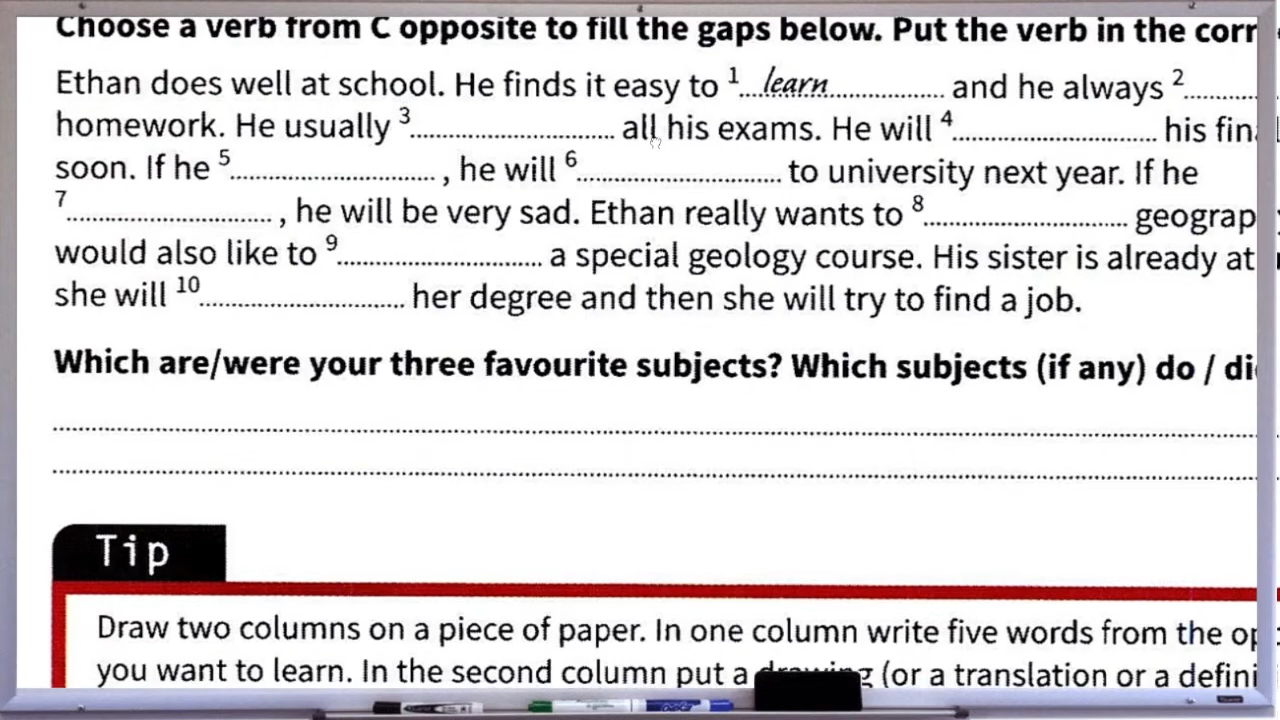 Choose a verb from C opposite to fill the gaps below. Put the verb in the corr
Ethan does well at school. He finds it easy to 1 learn and he always 2
homework. He usually 3 all his exams. He will 4 his fina
soon. If he 5 , he will 6 to university next year. If he
7 , he will be very sad. Ethan really wants to 8 geograp
would also like to 9 a special geology course. His sister is already at
she will 10 her degree and then she will try to find a job.
Which are/were your three favourite subjects? Which subjects (if any) do / di
Tip
Draw two columns on a piece of paper. In one column write five words from the op
you want to learn. In the second column put a drawing (or a translation or a defini